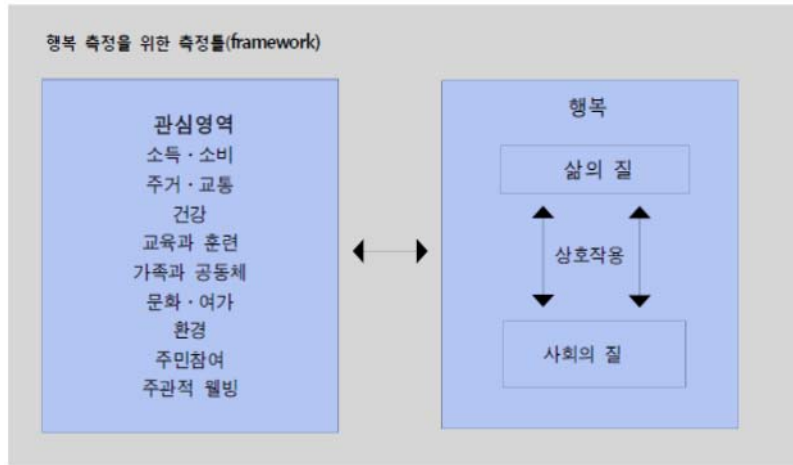 행복 측정을 위한 측정틀(framework)
관심영역
소득·소비
주거·교통
건강
교육과 훈련
가족과 공동체
문화·여가
환경
주민참여
주관적 웰빙
행복
삶의 질
상호작용
사회의 질